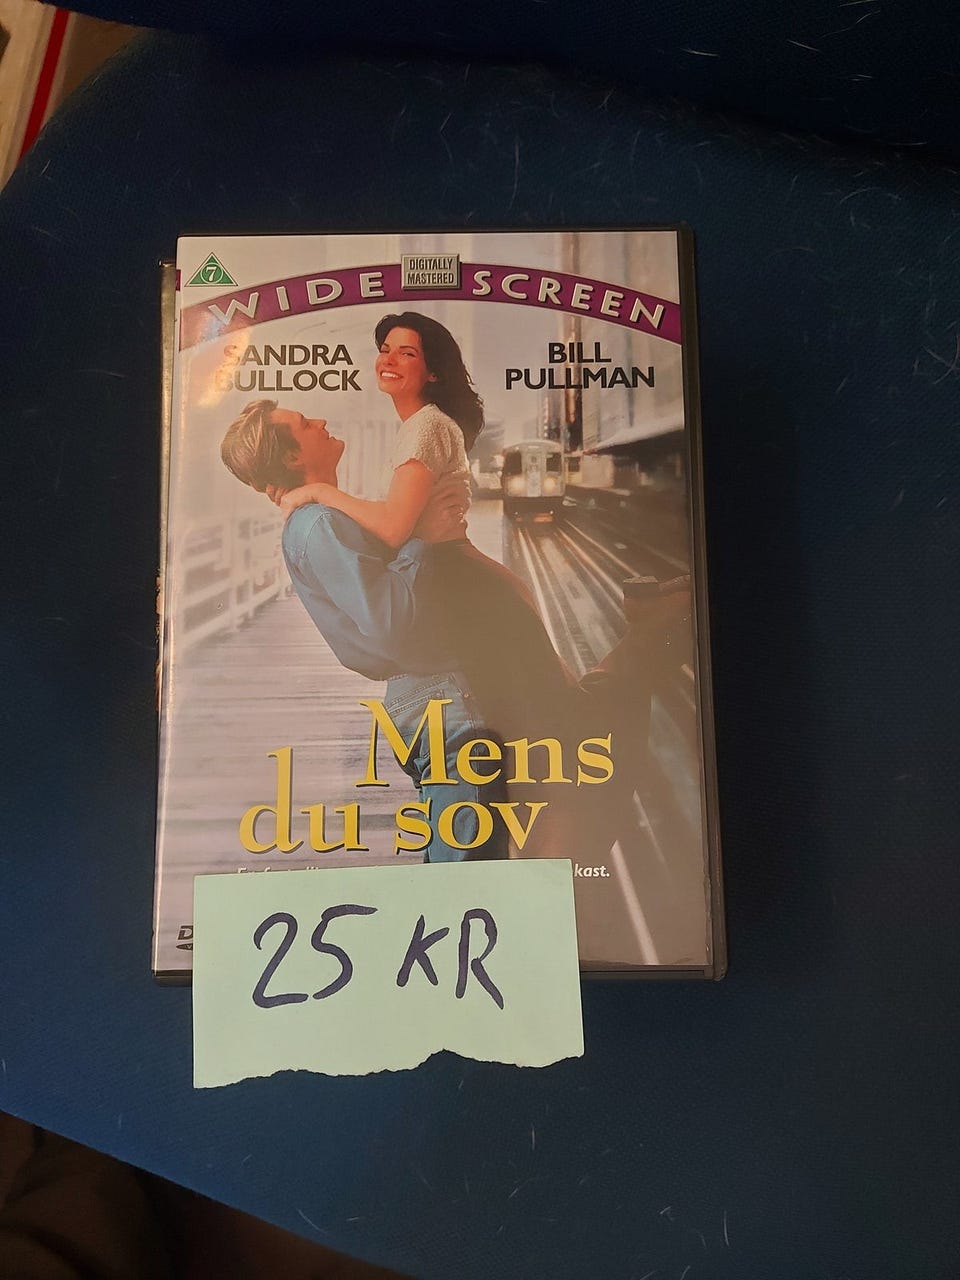 7
WIDE DIGITALLY MASTERED SCREEN
SANDRA BULLOCK
BILL PULLMAN
Mens
du sov
kast.
25 KR